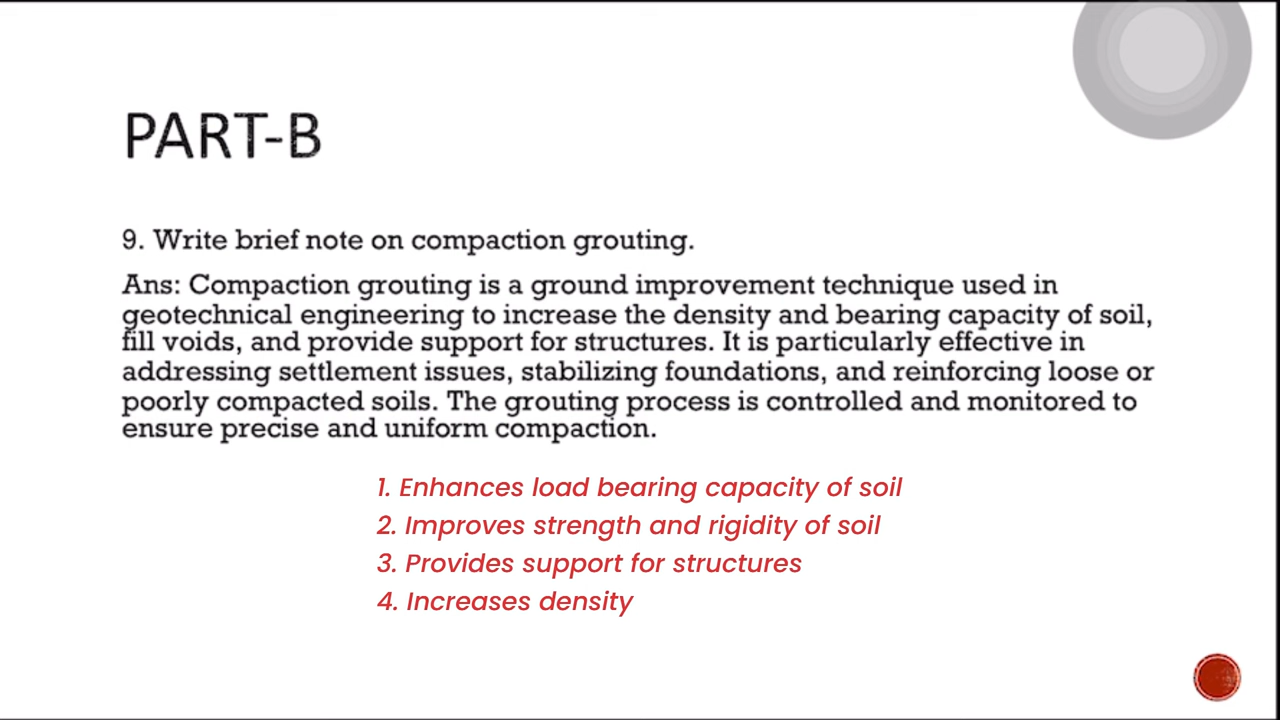 PART-B
9. Write brief note on compaction grouting.
Ans: Compaction grouting is a ground improvement technique used in
geotechnical engineering to increase the density and bearing capacity of soil,
fill voids, and provide support for structures. It is particularly effective in
addressing settlement issues, stabilizing foundations, and reinforcing loose or
poorly compacted soils. The grouting process is controlled and monitored to
ensure precise and uniform compaction.
1. Enhances load bearing capacity of soil
2. Improves strength and rigidity of soil
3. Provides support for structures
4. Increases density